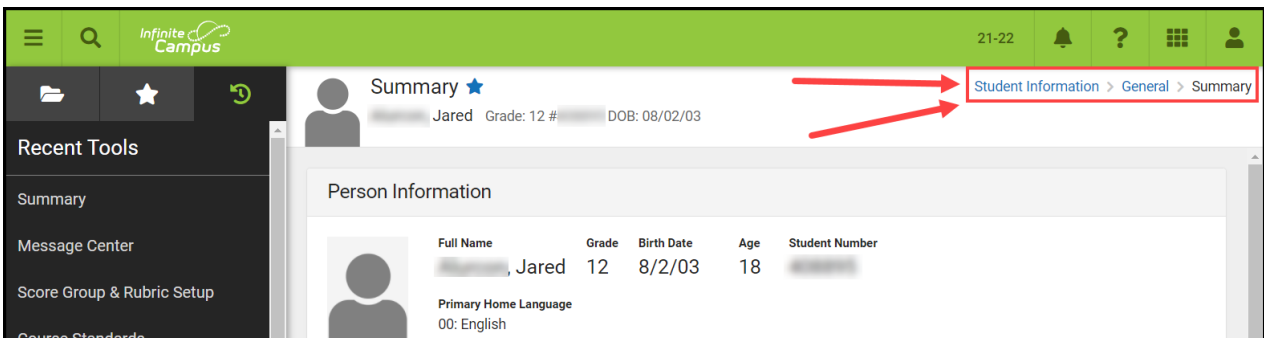 Infinite
Campus
21-22
?
Summary
Student Information > General > Summary
, Jared Grade: 12 # DOB: 08/02/03
Recent Tools
Summary
Message Center
Score Group & Rubric Setup
Course Standards
Person Information
Full Name Grade Birth Date Age Student Number
, Jared 12 8/2/03 18
Primary Home Language
00: English